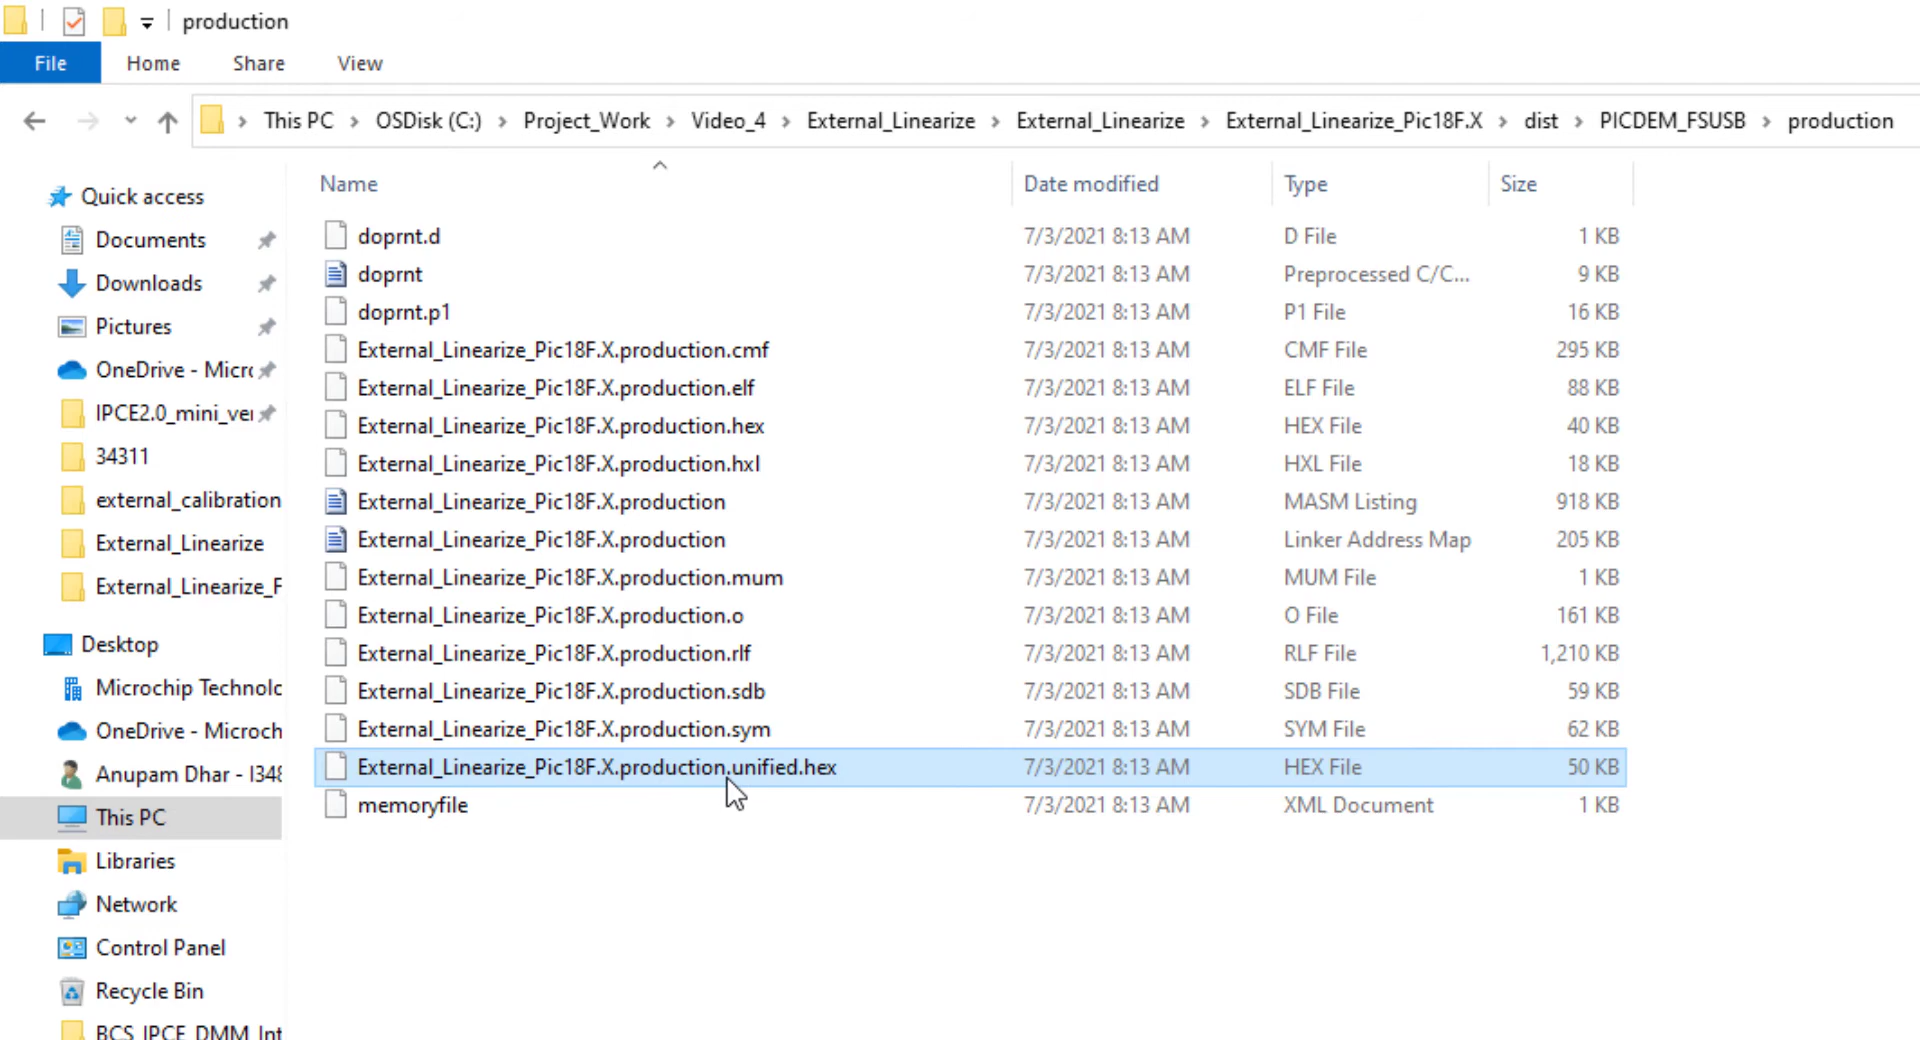 production
File Home Share View
This PC > OSDisk (C:) > Project_Work > Video_4 > External_Linearize > External_Linearize > External_Linearize_Pic18F.X > dist > PICDEM_FSUSB > production
Name Date modified Type Size
Quick access
Documents
Downloads
Pictures
OneDrive - Micro
IPCE2.0_mini_ver
34311
external_calibration
External_Linearize
External_Linearize_F
Desktop
Microchip Technolo
OneDrive - Microch
Anupam Dhar - I348
This PC
Libraries
Network
Control Panel
Recycle Bin
BCS_IPCE_DMM_Int
doprnt.d 7/3/2021 8:13 AM D File 1 KB
doprnt 7/3/2021 8:13 AM Preprocessed C/C... 9 KB
doprnt.p1 7/3/2021 8:13 AM P1 File 16 KB
External_Linearize_Pic18F.X.production.cmf 7/3/2021 8:13 AM CMF File 295 KB
External_Linearize_Pic18F.X.production.elf 7/3/2021 8:13 AM ELF File 88 KB
External_Linearize_Pic18F.X.production.hex 7/3/2021 8:13 AM HEX File 40 KB
External_Linearize_Pic18F.X.production.hxl 7/3/2021 8:13 AM HXL File 18 KB
External_Linearize_Pic18F.X.production 7/3/2021 8:13 AM MASM Listing 918 KB
External_Linearize_Pic18F.X.production 7/3/2021 8:13 AM Linker Address Map 205 KB
External_Linearize_Pic18F.X.production.mum 7/3/2021 8:13 AM MUM File 1 KB
External_Linearize_Pic18F.X.production.o 7/3/2021 8:13 AM O File 161 KB
External_Linearize_Pic18F.X.production.rlf 7/3/2021 8:13 AM RLF File 1,210 KB
External_Linearize_Pic18F.X.production.sdb 7/3/2021 8:13 AM SDB File 59 KB
External_Linearize_Pic18F.X.production.sym 7/3/2021 8:13 AM SYM File 62 KB
External_Linearize_Pic18F.X.production.unified.hex 7/3/2021 8:13 AM HEX File 50 KB
memoryfile 7/3/2021 8:13 AM XML Document 1 KB